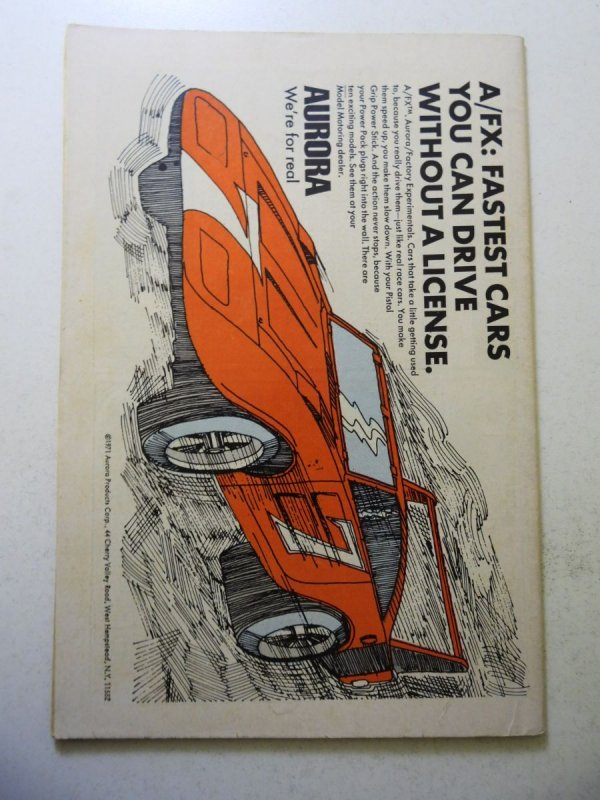 A/FX: FASTEST CARS
YOU CAN DRIVE
WITHOUT A LICENSE.
A/FX™, Aurora/Factory Experimentals. Cars that take a little getting used
to, because you really drive them—just like real race cars. You make
them speed up, you make them slow down. With your Pistol
Grip Power Stick. And the action never stops, because
your Power Pack plugs right into the wall. There are
ten exciting models. See them at your
Model Motoring dealer.
AURORA
We're for real
7
©1971 Aurora Products Corp., 44 Cherry Valley Road, West Hempstead, N.Y. 11552